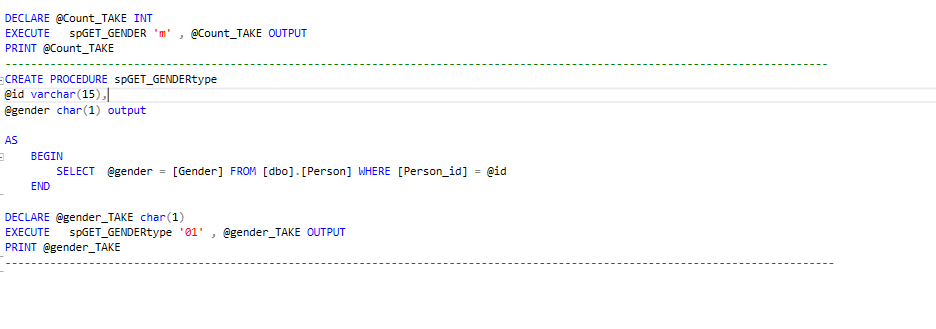 DECLARE @Count_TAKE INT
EXECUTE   spGET_GENDER 'm' , @Count_TAKE OUTPUT
PRINT @Count_TAKE
--------------------------------------------------------------------------------------------------------------------------------
CREATE PROCEDURE spGET_GENDERtype
@id varchar(15),
@gender char(1) output
AS
    BEGIN
        SELECT  @gender = [Gender] FROM [dbo].[Person] WHERE [Person_id] = @id
    END
DECLARE @gender_TAKE char(1)
EXECUTE   spGET_GENDERtype '01' , @gender_TAKE OUTPUT
PRINT @gender_TAKE
---------------------------------------------------------------------------------------------------------------------------------